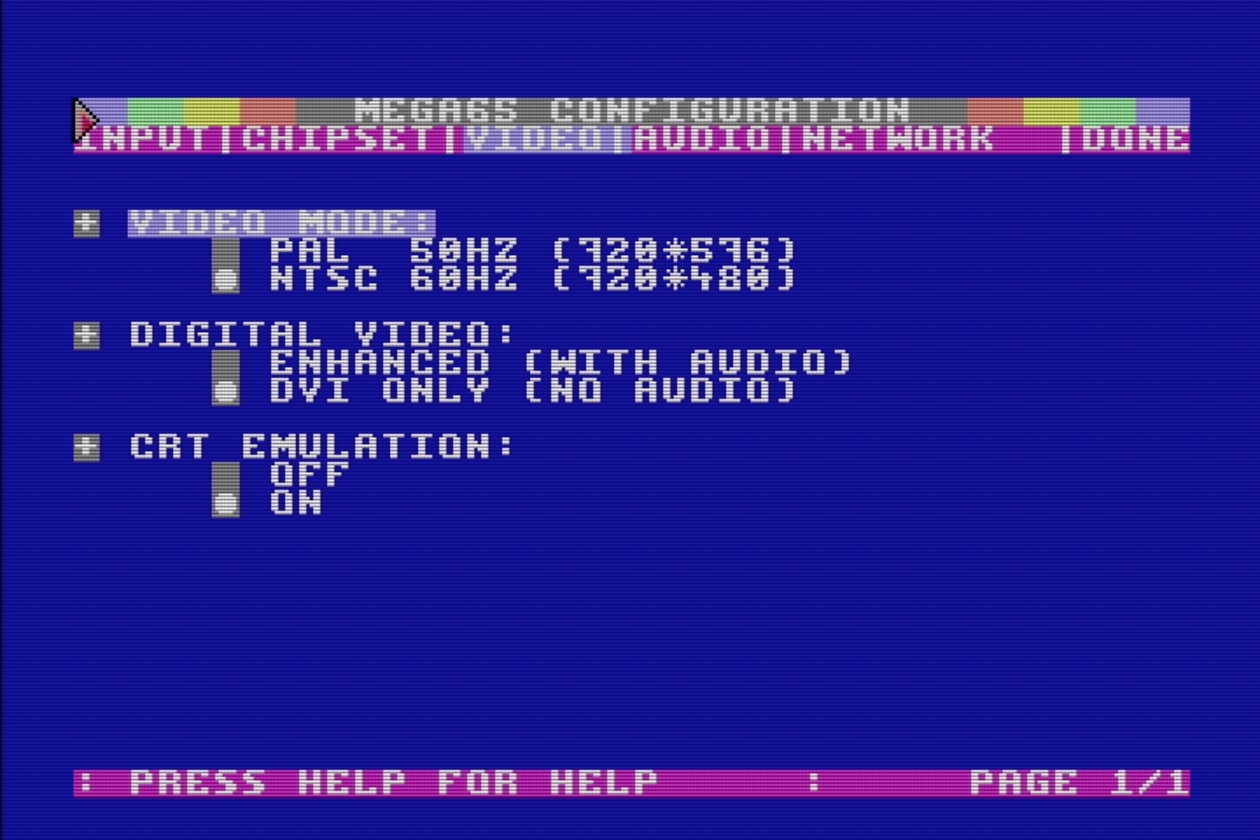 MEGA65 CONFIGURATION
INPUT|CHIPSET|VIDEO|AUDIO|NETWORK |DONE
+ VIDEO MODE:
PAL 50HZ (720*576)
NTSC 60HZ (720*480)
+ DIGITAL VIDEO:
ENHANCED (WITH AUDIO)
DVI ONLY (NO AUDIO)
+ CRT EMULATION:
OFF
ON
: PRESS HELP FOR HELP : PAGE 1/1